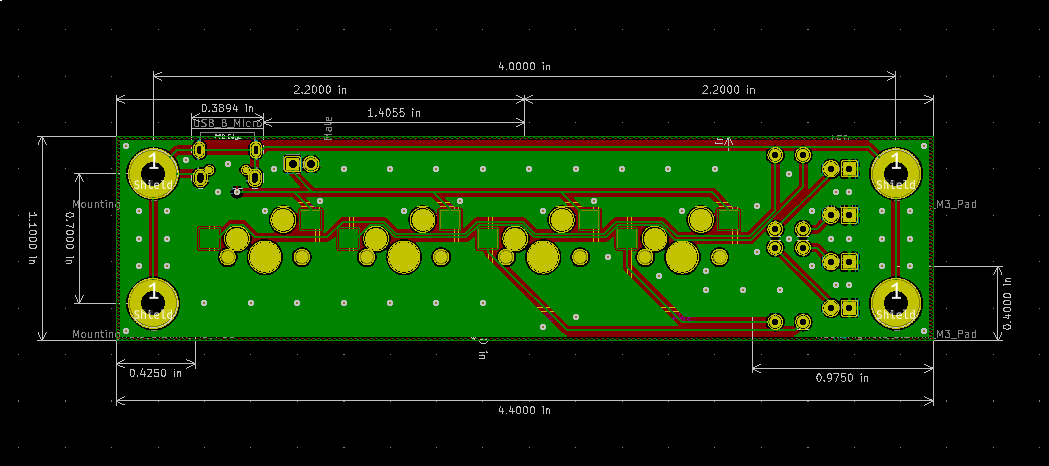 4.0000 in
2.2000 in
2.2000 in
0.3894 in
1.4055 in
USB_B_Micro
Male
1
Shield
1
Shield
Mounting
M3_Pad
1.1000 in
0.7000 in
1
Shield
1
Shield
0.4000 in
Mounting
M3_Pad
0.4250 in
0.9750 in
4.4000 in